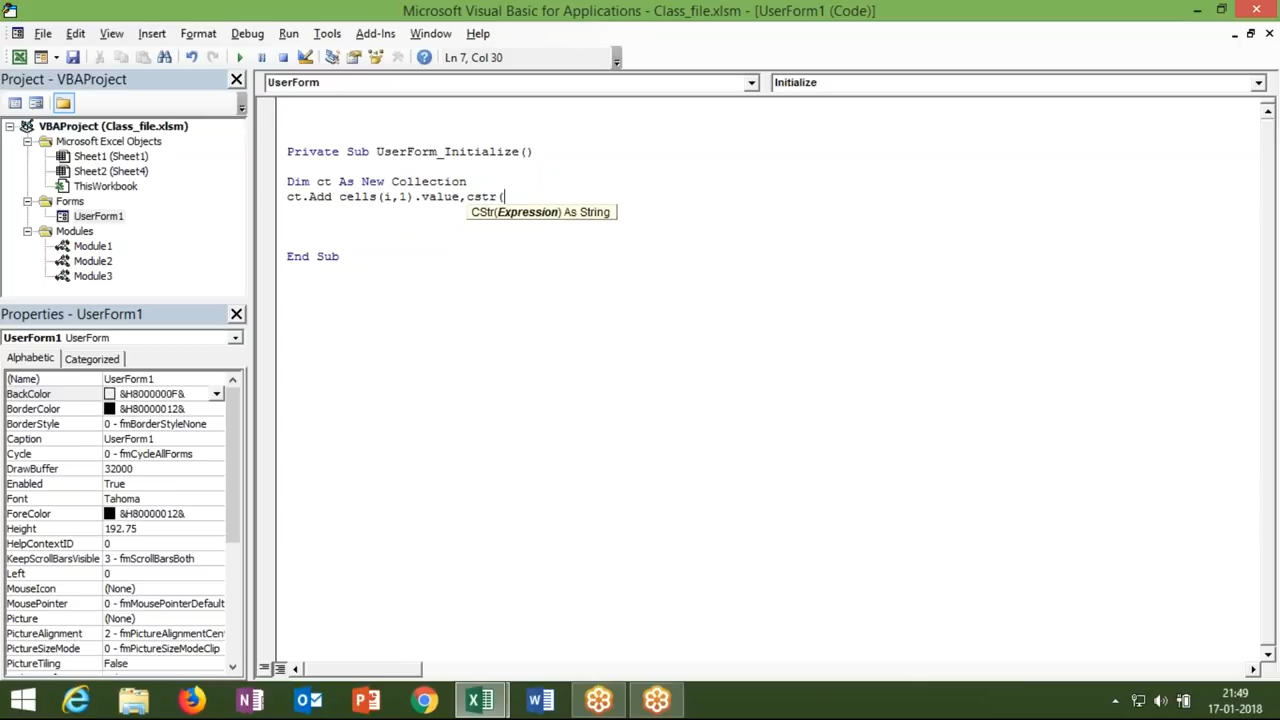 Microsoft Visual Basic for Applications - Class_file.xlsm - [UserForm1 (Code)]
File Edit View Insert Format Debug Run Tools Add-Ins Window Help
Ln 7, Col 30
Project - VBAProject
UserForm
Initialize
VBAProject (Class_file.xlsm)
Microsoft Excel Objects
Sheet1 (Sheet1)
Sheet2 (Sheet4)
ThisWorkbook
Forms
UserForm1
Modules
Module1
Module2
Module3
Private Sub UserForm_Initialize()
Dim ct As New Collection
ct.Add cells(i,1).value,cstr(
CStr(Expression) As String
End Sub
Properties - UserForm1
UserForm1 UserForm
Alphabetic Categorized
(Name) UserForm1
BackColor &H8000000F&
BorderColor &H80000012&
BorderStyle 0 - fmBorderStyleNone
Caption UserForm1
Cycle 0 - fmCycleAllForms
DrawBuffer 32000
Enabled True
Font Tahoma
ForeColor &H80000012&
Height 192.75
HelpContextID 0
KeepScrollBarsVisible 3 - fmScrollBarsBoth
Left 0
MouseIcon (None)
MousePointer 0 - fmMousePointerDefault
Picture (None)
PictureAlignment 2 - fmPictureAlignmentCen
PictureSizeMode 0 - fmPictureSizeModeClip
PictureTiling False
21:49
17-01-2018